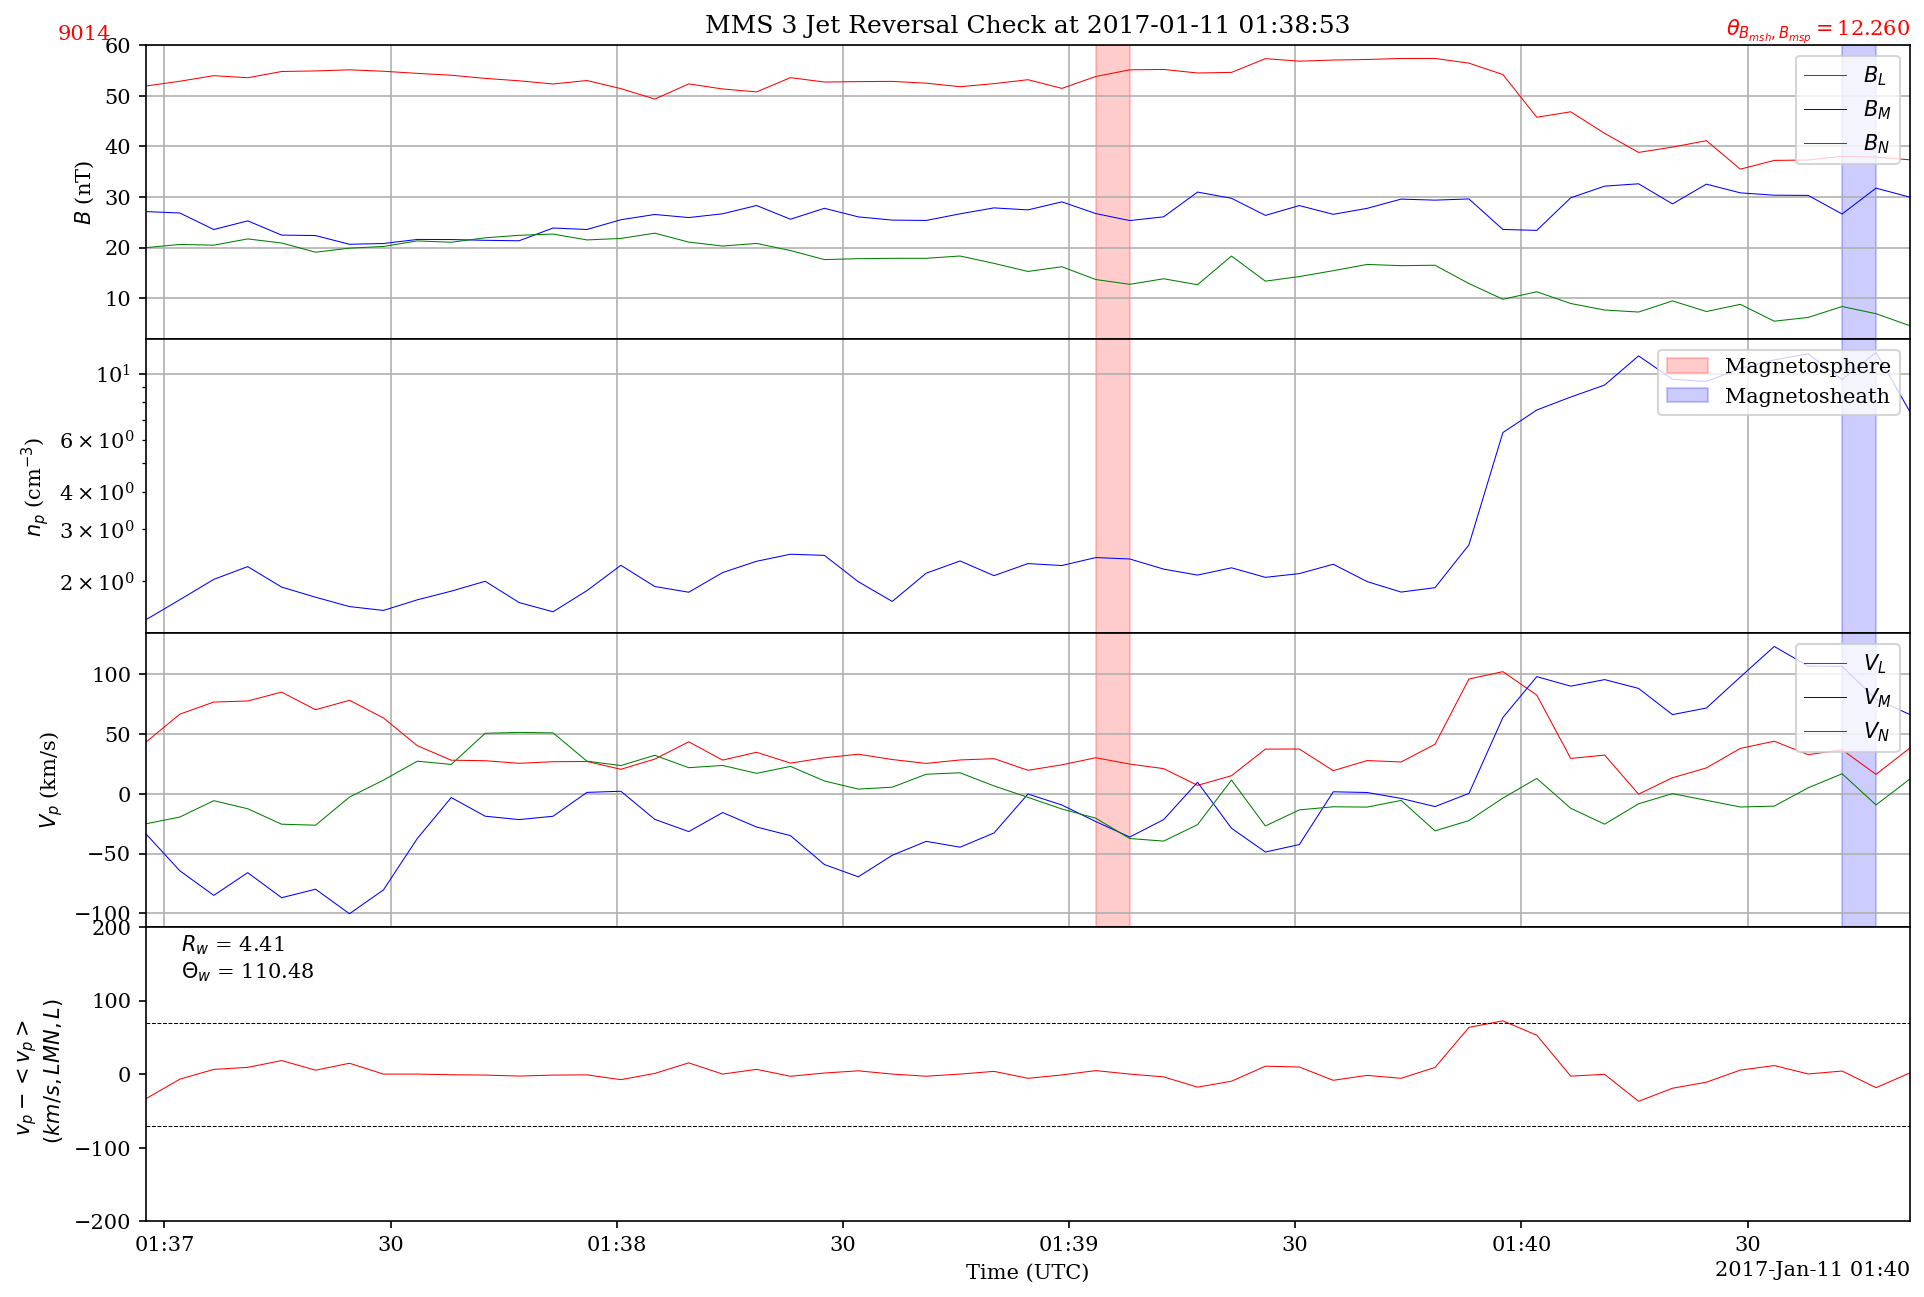 MMS 3 Jet Reversal Check at 2017-01-11 01:38:53
9014
θ_{B_{msh}, B_{msp}} = 12.260
60
50
40
30
20
10
B (nT)
B_L
B_M
B_N
10^1
6 × 10^0
4 × 10^0
3 × 10^0
2 × 10^0
n_p (cm^{−3})
Magnetosphere
Magnetosheath
100
50
0
−50
−100
V_p (km/s)
V_L
V_M
V_N
200
100
0
−100
−200
v_p − < v_p >
(km/s, LMN, L)
R_w = 4.41
Θ_w = 110.48
01:37 30 01:38 30 01:39 30 01:40 30
Time (UTC)
2017-Jan-11 01:40